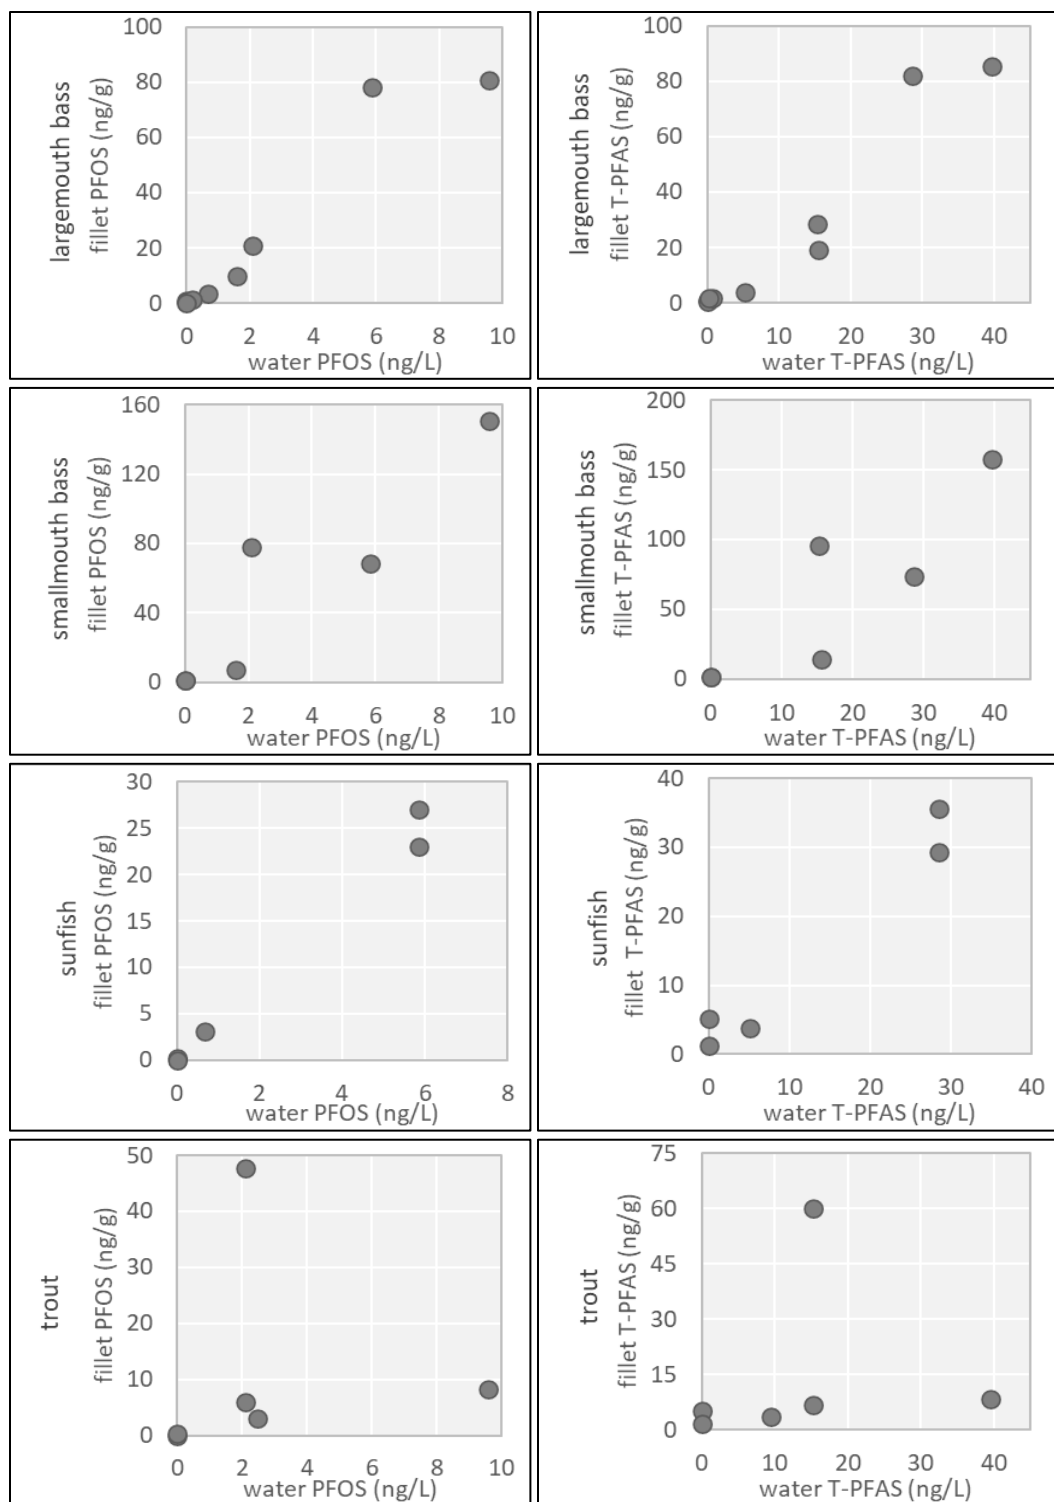 largemouth bass
fillet PFOS (ng/g)
100
80
60
40
20
0
0 2 4 6 8 10
water PFOS (ng/L)
largemouth bass
fillet T-PFAS (ng/g)
100
80
60
40
20
0
0 10 20 30 40
water T-PFAS (ng/L)
smallmouth bass
fillet PFOS (ng/g)
160
120
80
40
0
0 2 4 6 8 10
water PFOS (ng/L)
smallmouth bass
fillet T-PFAS (ng/g)
200
150
100
50
0
0 10 20 30 40
water T-PFAS (ng/L)
sunfish
fillet PFOS (ng/g)
30
25
20
15
10
5
0
0 2 4 6 8
water PFOS (ng/L)
sunfish
fillet T-PFAS (ng/g)
40
30
20
10
0
0 10 20 30 40
water T-PFAS (ng/L)
trout
fillet PFOS (ng/g)
50
40
30
20
10
0
0 2 4 6 8 10
water PFOS (ng/L)
trout
fillet T-PFAS (ng/g)
75
60
45
30
15
0
0 10 20 30 40
water T-PFAS (ng/L)